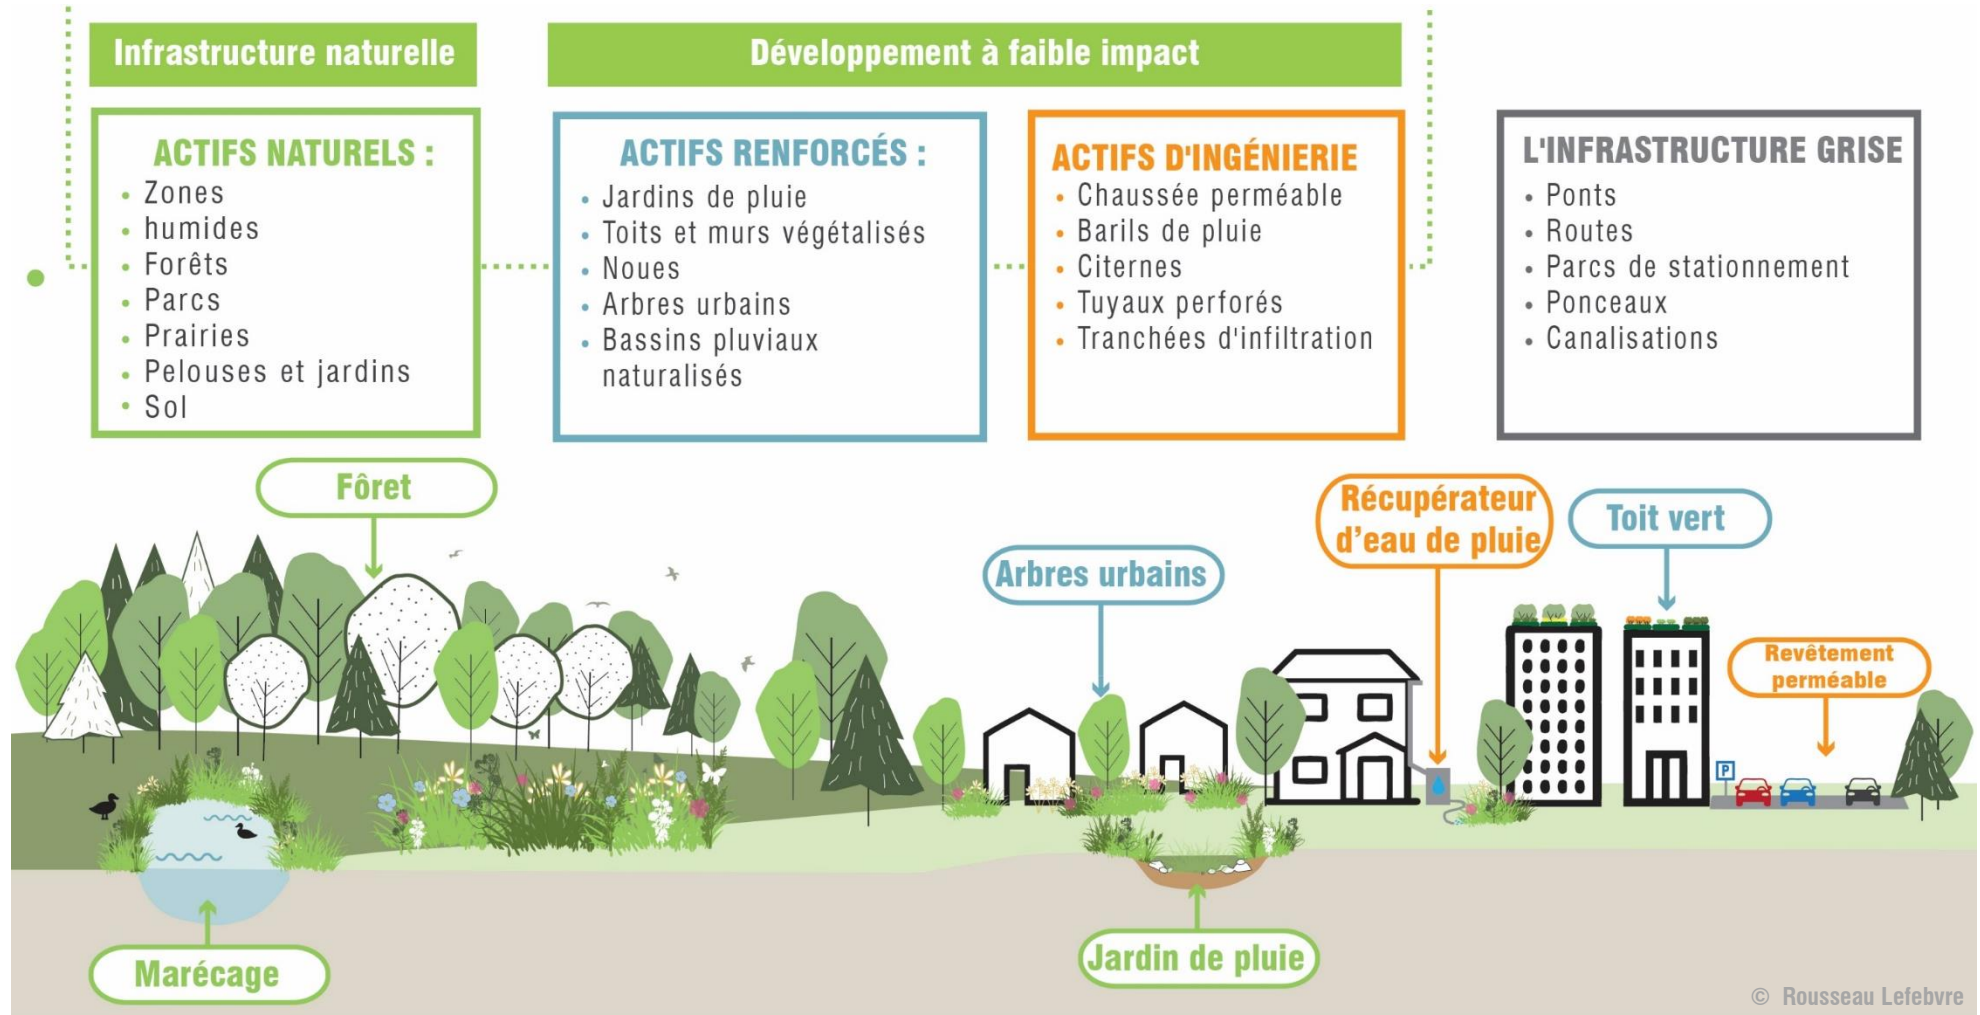 Infrastructure naturelle
Développement à faible impact
ACTIFS NATURELS :
• Zones
• humides
• Forêts
• Parcs
• Prairies
• Pelouses et jardins
• Sol
ACTIFS RENFORCÉS :
• Jardins de pluie
• Toits et murs végétalisés
• Noues
• Arbres urbains
• Bassins pluviaux
naturalisés
ACTIFS D'INGÉNIERIE
• Chaussée perméable
• Barils de pluie
• Citernes
• Tuyaux perforés
• Tranchées d'infiltration
L'INFRASTRUCTURE GRISE
• Ponts
• Routes
• Parcs de stationnement
• Ponceaux
• Canalisations
Fôret
Arbres urbains
Récupérateur
d'eau de pluie
Toit vert
Revêtement
perméable
P
Marécage
Jardin de pluie
© Rousseau Lefebvre